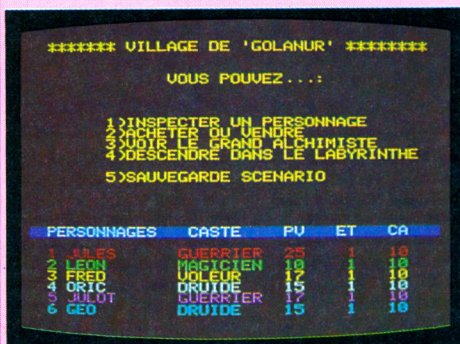 ******* VILLAGE DE 'GOLANUR' ********
VOUS POUVEZ...:
1)INSPECTER UN PERSONNAGE
2)ACHETER OU VENDRE
3)VOIR LE GRAND ALCHIMISTE
4)DESCENDRE DANS LE LABYRINTHE
5)SAUVEGARDE SCENARIO
PERSONNAGES CASTE PV ET CA
1 JULES GUERRIER 25 1 10
2 LEON MAGICIEN 10 1 10
3 FRED VOLEUR 17 1 10
4 ORIC DRUIDE 15 1 10
5 JULOT GUERRIER 17 1 10
6 GEO DRUIDE 15 1 10